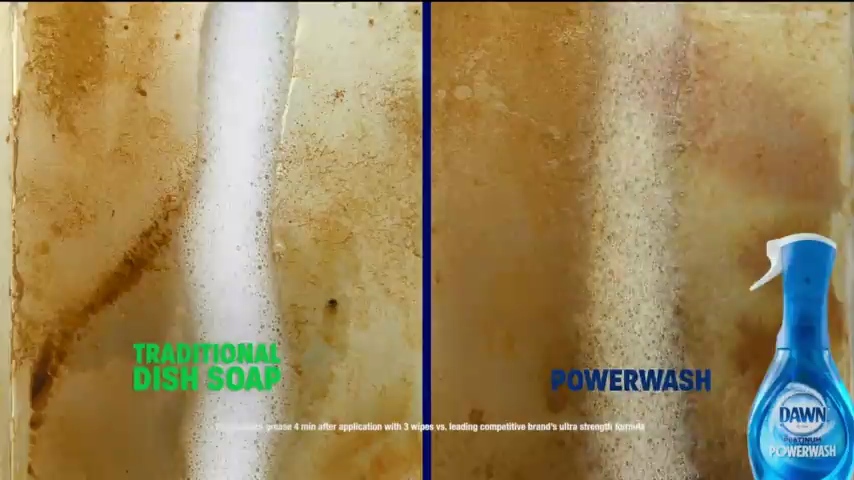 TRADITIONAL
DISH SOAP
POWERWASH
grease 4 min after application with 3 wipes vs. leading competitive brand's ultra strength formula
DAWN
PLATINUM
POWERWASH